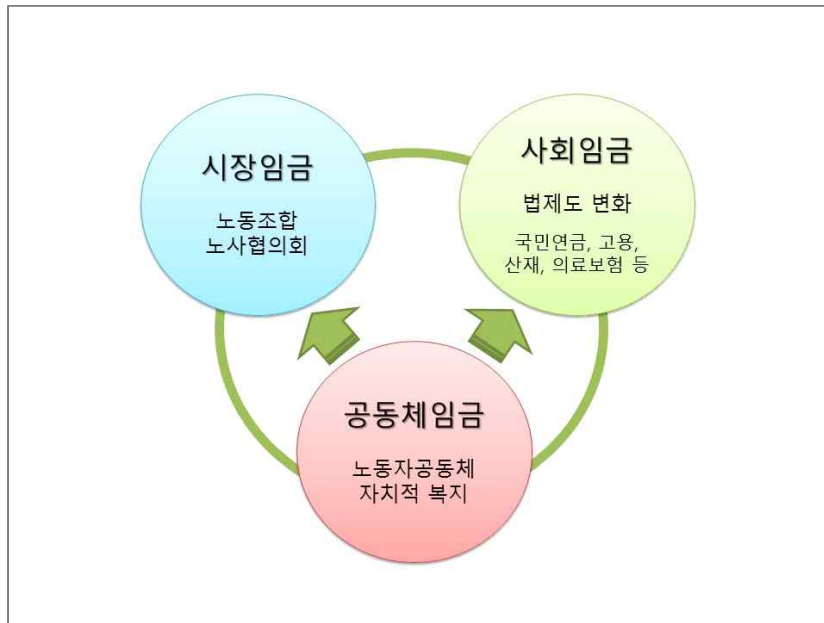 시장임금
노동조합
노사협의회
사회임금
법제도 변화
국민연금, 고용,
산재, 의료보험 등
공동체임금
노동자공동체
자치적 복지